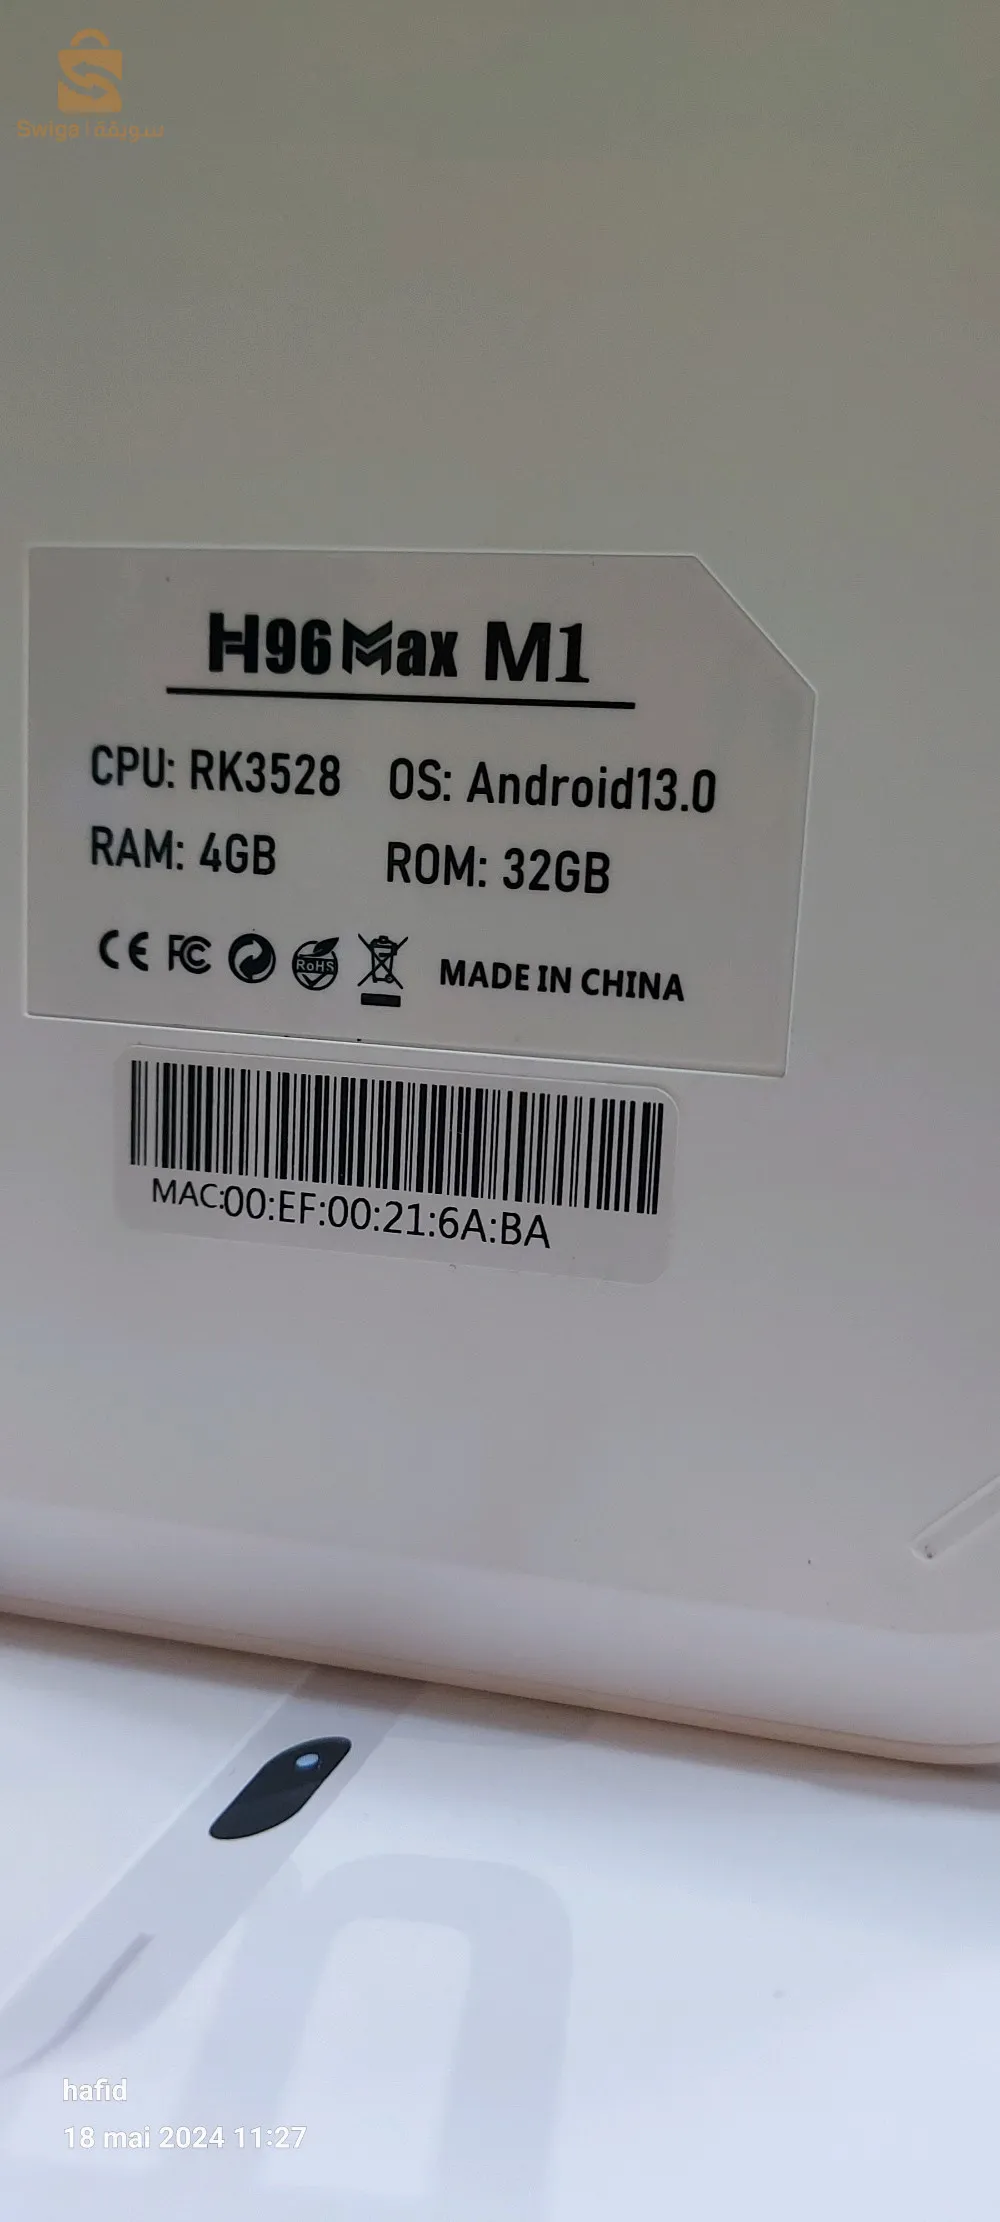 Swiga | سويقة
H96 Max M1
CPU: RK3528 OS: Android13.0
RAM: 4GB ROM: 32GB
CE FC RoHS MADE IN CHINA
MAC:00:EF:00:21:6A:BA
hafid
18 mai 2024 11:27